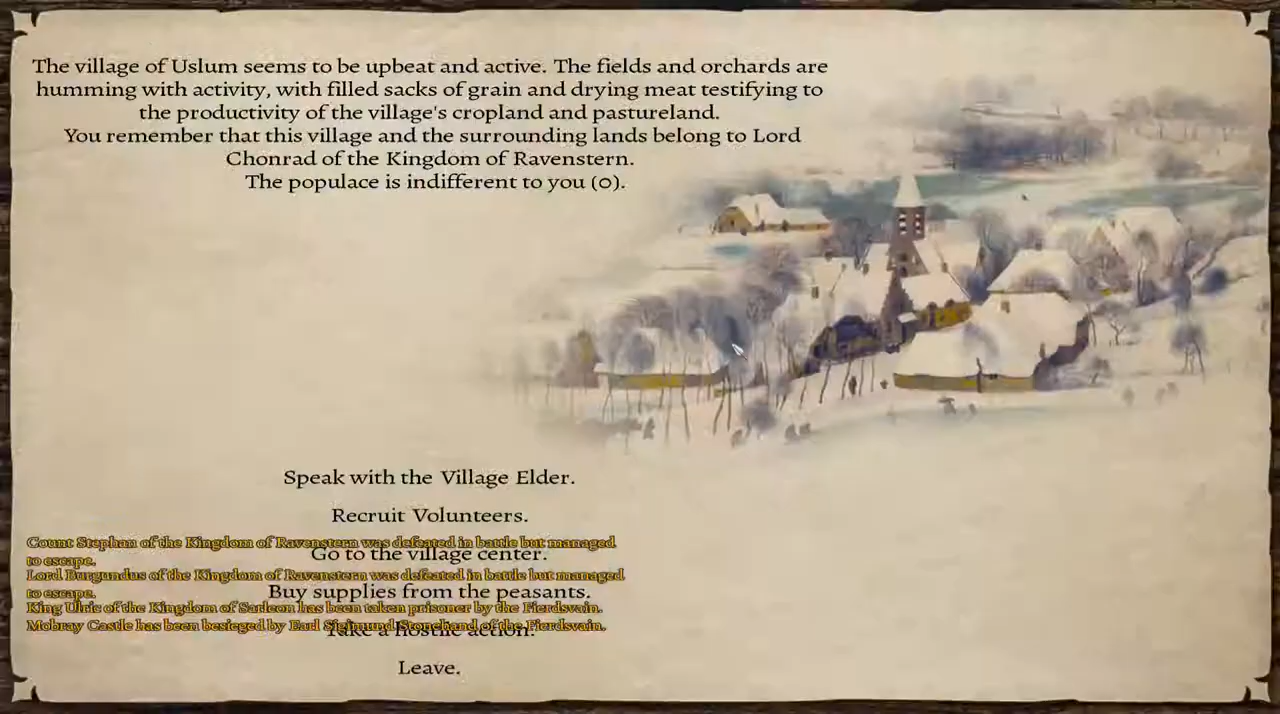 The village of Uslum seems to be upbeat and active. The fields and orchards are
humming with activity, with filled sacks of grain and drying meat testifying to
the productivity of the village's cropland and pastureland.
You remember that this village and the surrounding lands belong to Lord
Chonrad of the Kingdom of Ravenstern.
The populace is indifferent to you (0).
Speak with the Village Elder.
Recruit Volunteers.
Count Stephan of the Kingdom of Ravenstern was defeated in battle but managed
Go to the village center.
to escape.
Lord Burgundus of the Kingdom of Ravenstern was defeated in battle but managed
Buy supplies from the peasants.
to escape.
King Ulric of the Kingdom of Sarleon has been taken prisoner by the Fierdsvain.
Mobray Castle has been besieged by Earl Sigimund Stonehand of the Fierdsvain.
Take a hostile action.
Leave.